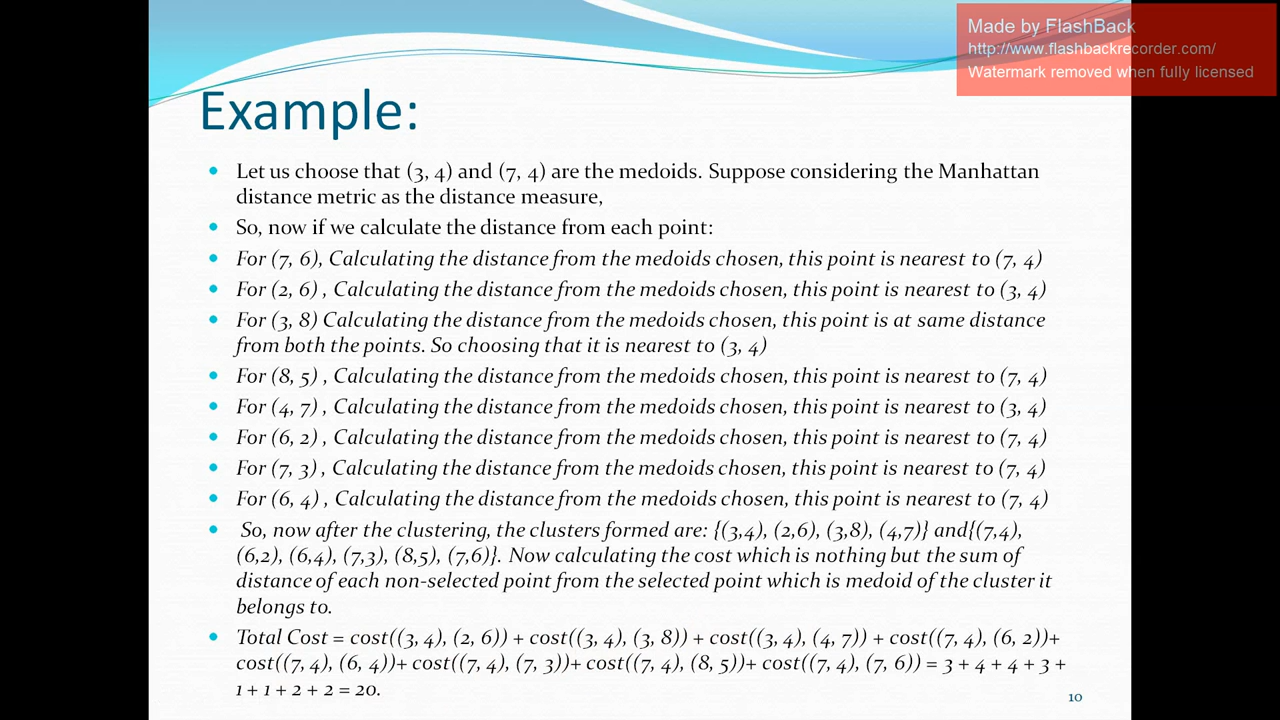 Made by FlashBack
http://www.flashbackrecorder.com/
Watermark removed when fully licensed
Example:
Let us choose that (3, 4) and (7, 4) are the medoids. Suppose considering the Manhattan
distance metric as the distance measure,
So, now if we calculate the distance from each point:
For (7, 6), Calculating the distance from the medoids chosen, this point is nearest to (7, 4)
For (2, 6) , Calculating the distance from the medoids chosen, this point is nearest to (3, 4)
For (3, 8) Calculating the distance from the medoids chosen, this point is at same distance
from both the points. So choosing that it is nearest to (3, 4)
For (8, 5) , Calculating the distance from the medoids chosen, this point is nearest to (7, 4)
For (4, 7) , Calculating the distance from the medoids chosen, this point is nearest to (3, 4)
For (6, 2) , Calculating the distance from the medoids chosen, this point is nearest to (7, 4)
For (7, 3) , Calculating the distance from the medoids chosen, this point is nearest to (7, 4)
For (6, 4) , Calculating the distance from the medoids chosen, this point is nearest to (7, 4)
So, now after the clustering, the clusters formed are: {(3,4), (2,6), (3,8), (4,7)} and{(7,4),
(6,2), (6,4), (7,3), (8,5), (7,6)}. Now calculating the cost which is nothing but the sum of
distance of each non-selected point from the selected point which is medoid of the cluster it
belongs to.
Total Cost = cost((3, 4), (2, 6)) + cost((3, 4), (3, 8)) + cost((3, 4), (4, 7)) + cost((7, 4), (6, 2))+
cost((7, 4), (6, 4))+ cost((7, 4), (7, 3))+ cost((7, 4), (8, 5))+ cost((7, 4), (7, 6)) = 3 + 4 + 4 + 3 +
1 + 1 + 2 + 2 = 20.
10